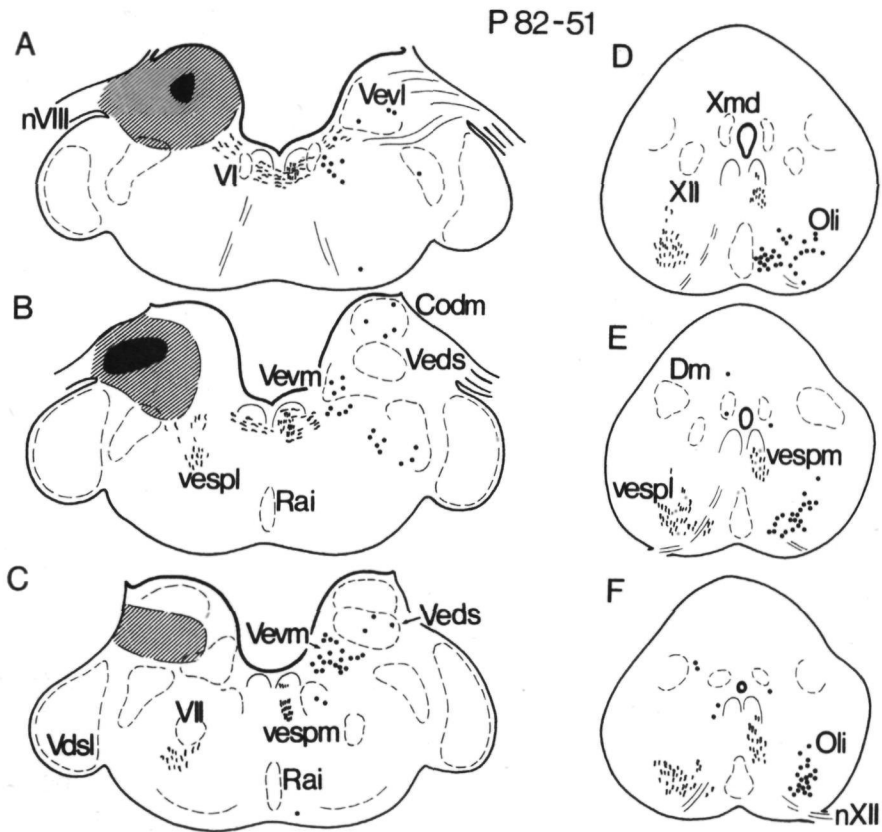 P 82-51
A
nVIII
VI
Vevl
B
Codm
Veds
Vevm
vespl
Rai
C
Vevm
Veds
VII
Vdsl
vespm
Rai
D
Xmd
XII
Oli
E
Dm
vespm
vespl
F
Oli
nXII